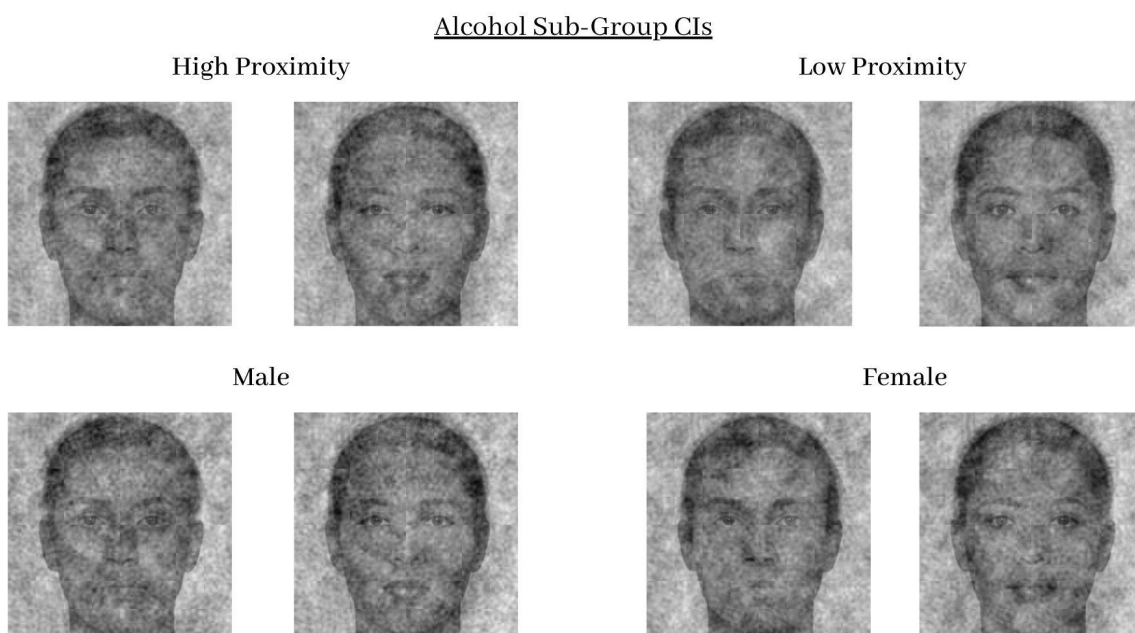 Alcohol Sub-Group CIs
High Proximity
Low Proximity
Male
Female